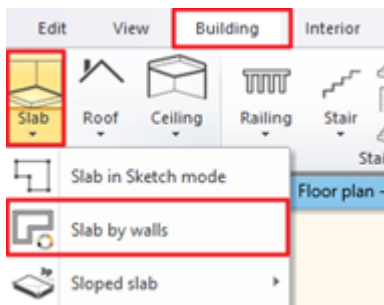 Edit View Building Interior
Slab Roof Ceiling Railing Stair
Stai
Slab in Sketch mode
Floor plan -
Slab by walls
Sloped slab